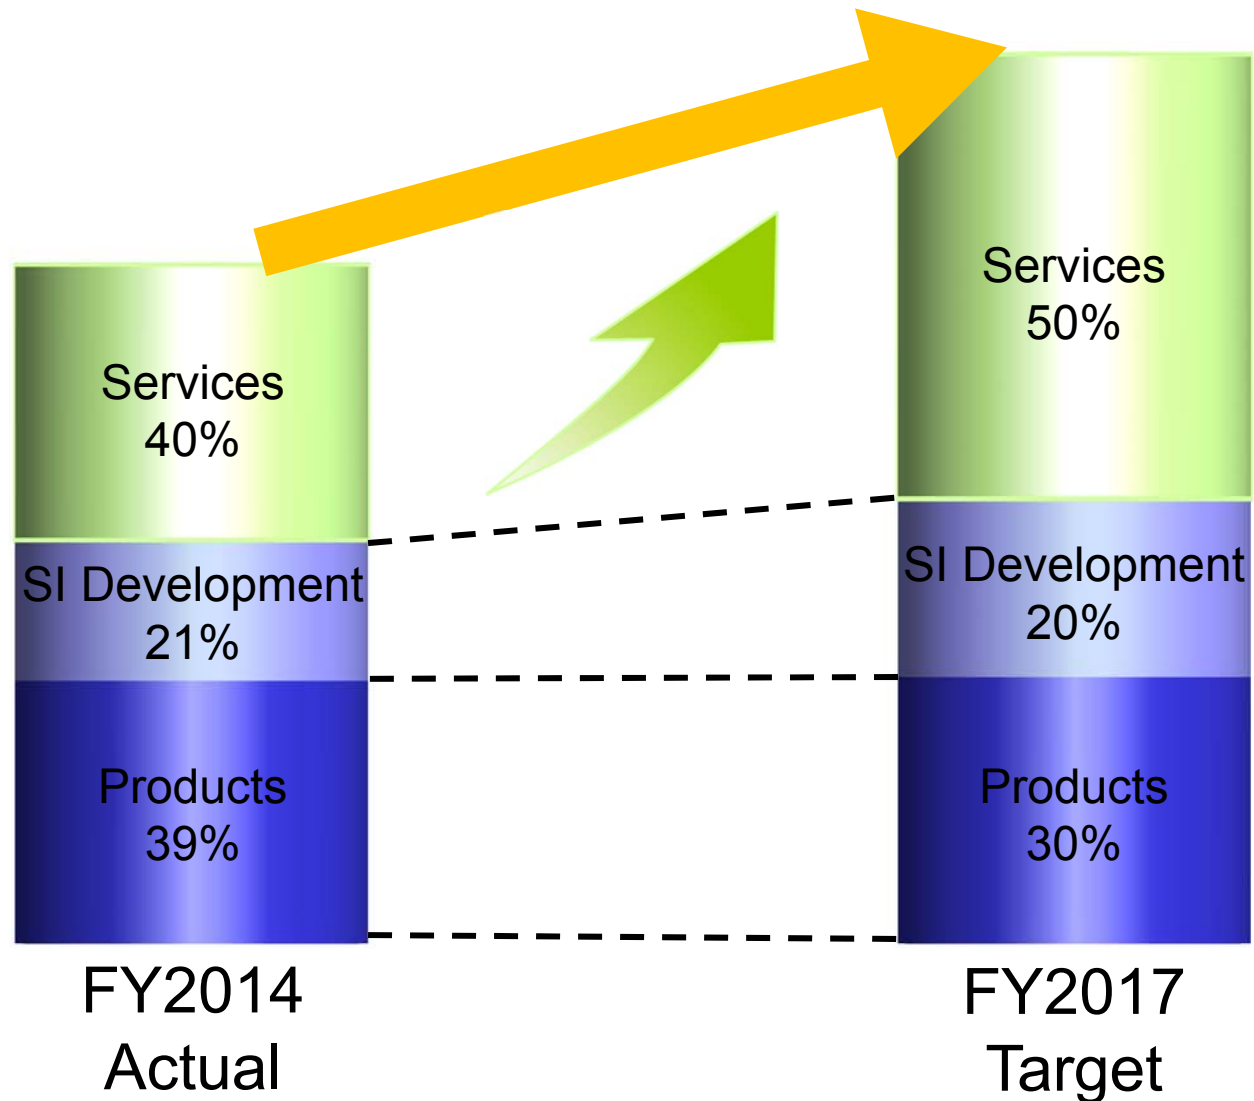 Services
40%
SI Development
21%
Products
39%
FY2014
Actual
Services
50%
SI Development
20%
Products
30%
FY2017
Target